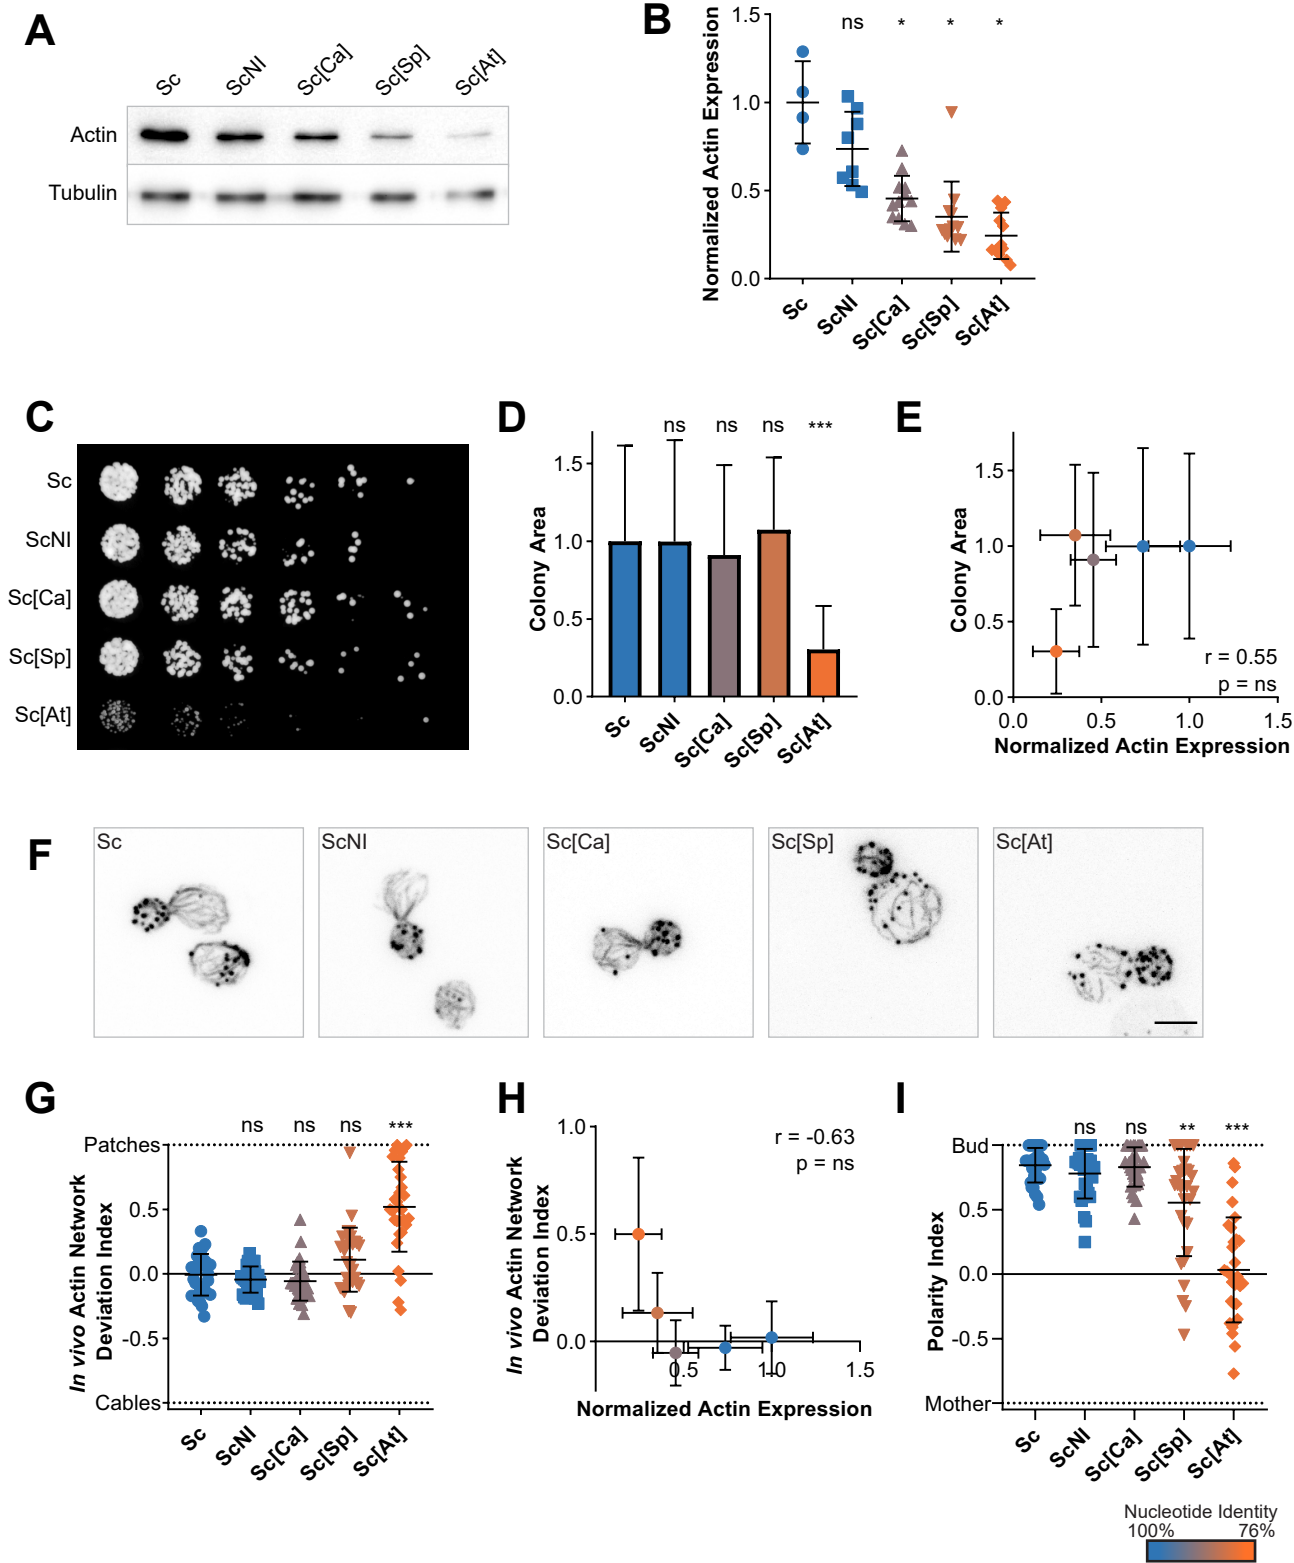 A
Sc
ScNI
Sc[Ca]
Sc[Sp]
Sc[At]
Actin
Tubulin
B
Normalized Actin Expression
1.5
1.0
0.5
0.0
ns
*
*
*
Sc
ScNI
Sc[Ca]
Sc[Sp]
Sc[At]
C
Sc
ScNI
Sc[Ca]
Sc[Sp]
Sc[At]
D
Colony Area
1.5
1.0
0.5
0.0
ns
ns
ns
***
Sc
ScNI
Sc[Ca]
Sc[Sp]
Sc[At]
E
Colony Area
1.5
1.0
0.5
0.0
r = 0.55
p = ns
0.0
0.5
1.0
1.5
Normalized Actin Expression
F
Sc
ScNI
Sc[Ca]
Sc[Sp]
Sc[At]
G
In vivo Actin Network
Deviation Index
ns
ns
ns
***
Patches
0.5
0.0
-0.5
Cables
Sc
ScNI
Sc[Ca]
Sc[Sp]
Sc[At]
H
In vivo Actin Network
Deviation Index
1.0
0.5
0.0
r = -0.63
p = ns
0.5
1.0
1.5
Normalized Actin Expression
I
Polarity Index
ns
ns
**
***
Bud
0.5
0.0
-0.5
Mother
Sc
ScNI
Sc[Ca]
Sc[Sp]
Sc[At]
Nucleotide Identity
100%
76%